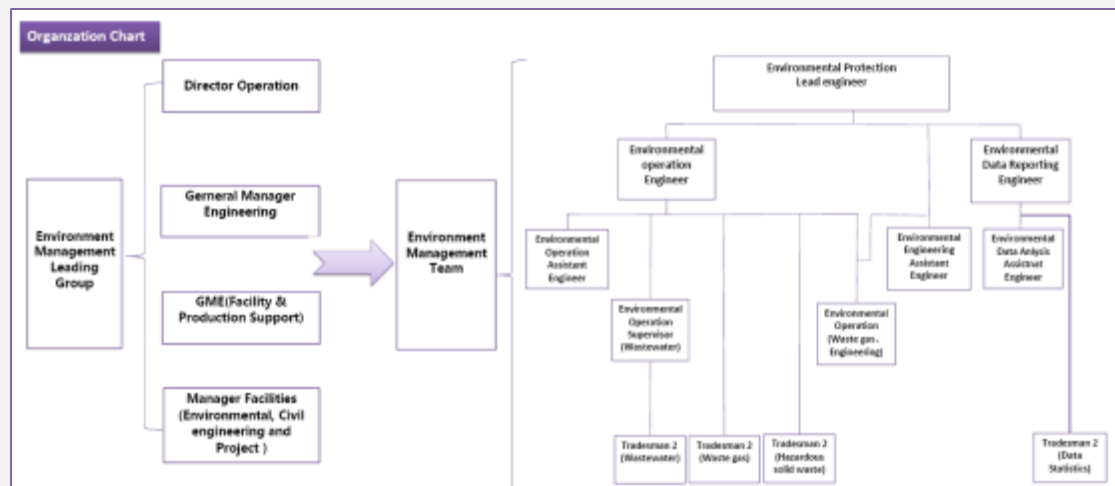 Organzation Chart
Director Operation
Gerneral Manager
Engineering
Environment
Management
Leading
Group
GME(Facility &
Production Support)
Manager Facilities
(Environmental, Civil
engineering and
Project )
Environment
Management
Team
Environmental Protection
Lead engineer
Environmental
operation
Engineer
Environmental
Data Reporting
Engineer
Environmental
Operation
Assistant
Engineer
Environmental
Engineering
Assistant
Engineer
Environmental
Data Anlysis
Assistnat
Engineer
Environmental
Operation
Supervisor
(Wastewater)
Environmental
Operation
(Waste gas、
Engineering)
Tradesman 2
(Wastewater)
Tradesman 2
(Waste gas)
Tradesman 2
(Hazardous
solid waste)
Tradesman 2
(Data
Statistics)